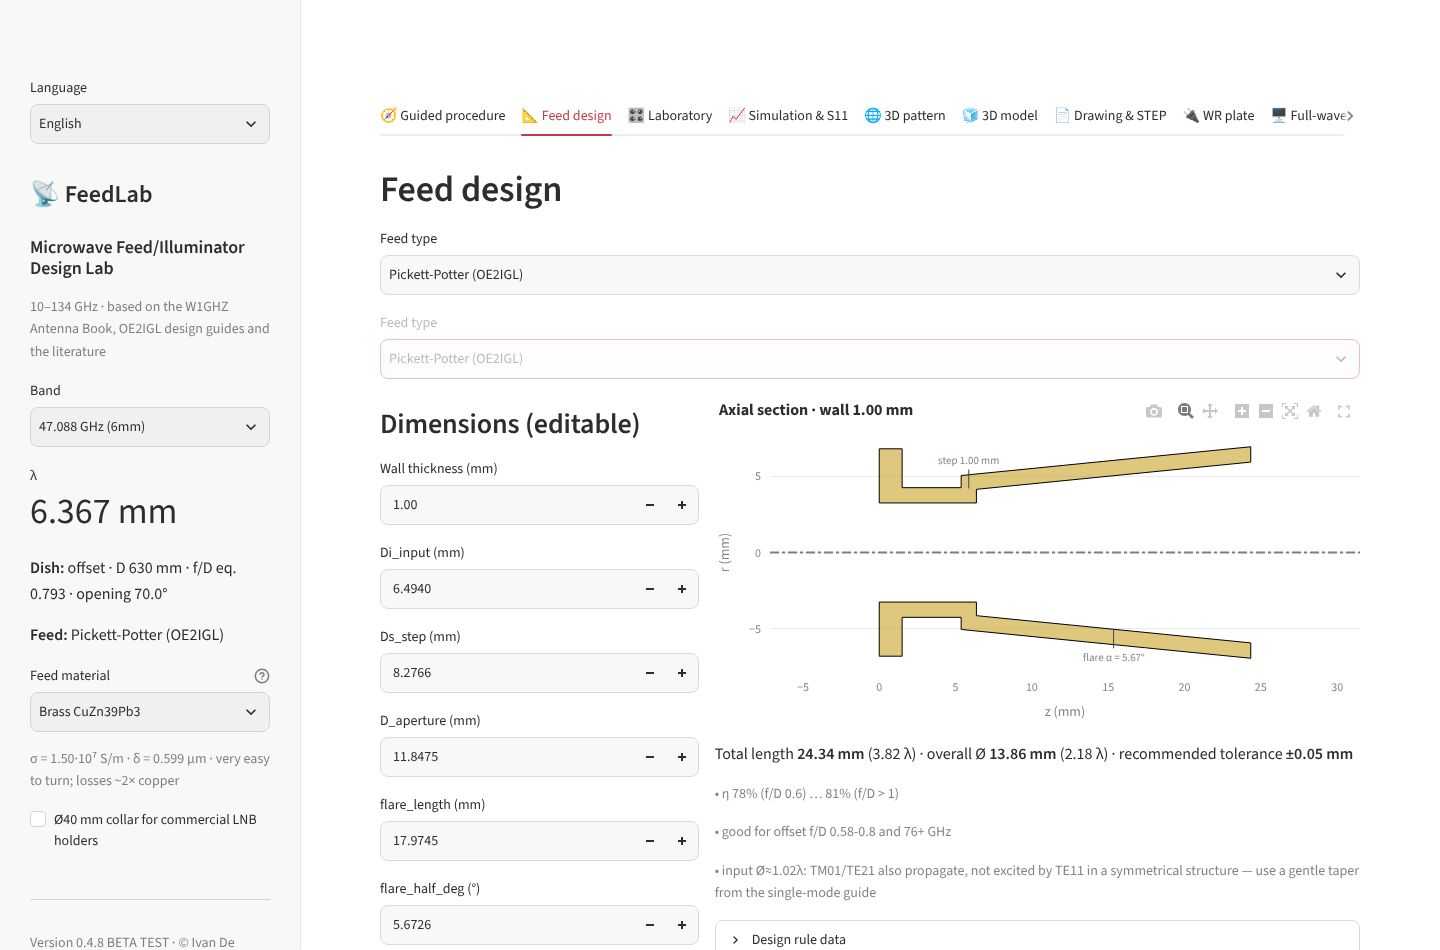 Language
English
FeedLab
Microwave Feed/Illuminator
Design Lab
10–134 GHz · based on the W1GHZ
Antenna Book, OE2IGL design guides and
the literature
Band
47.088 GHz (6mm)
λ
6.367 mm
Dish: offset · D 630 mm · f/D eq.
0.793 · opening 70.0°
Feed: Pickett-Potter (OE2IGL)
Feed material
Brass CuZn39Pb3
σ = 1.50·10⁷ S/m · δ = 0.599 µm · very easy
to turn; losses ~2× copper
Ø40 mm collar for commercial LNB
holders
Version 0.4.8 BETA TEST · © Ivan De
Guided procedure
Feed design
Laboratory
Simulation & S11
3D pattern
3D model
Drawing & STEP
WR plate
Full-wave
Feed design
Feed type
Pickett-Potter (OE2IGL)
Feed type
Pickett-Potter (OE2IGL)
Dimensions (editable)
Wall thickness (mm)
1.00
Di_input (mm)
6.4940
Ds_step (mm)
8.2766
D_aperture (mm)
11.8475
flare_length (mm)
17.9745
flare_half_deg (°)
5.6726
Axial section · wall 1.00 mm
step 1.00 mm
5
0
−5
r (mm)
flare α = 5.67°
−5 0 5 10 15 20 25 30
z (mm)
Total length 24.34 mm (3.82 λ) · overall Ø 13.86 mm (2.18 λ) · recommended tolerance ±0.05 mm
• η 78% (f/D 0.6) … 81% (f/D > 1)
• good for offset f/D 0.58-0.8 and 76+ GHz
• input Ø≈1.02λ: TM01/TE21 also propagate, not excited by TE11 in a symmetrical structure — use a gentle taper
from the single-mode guide
Design rule data